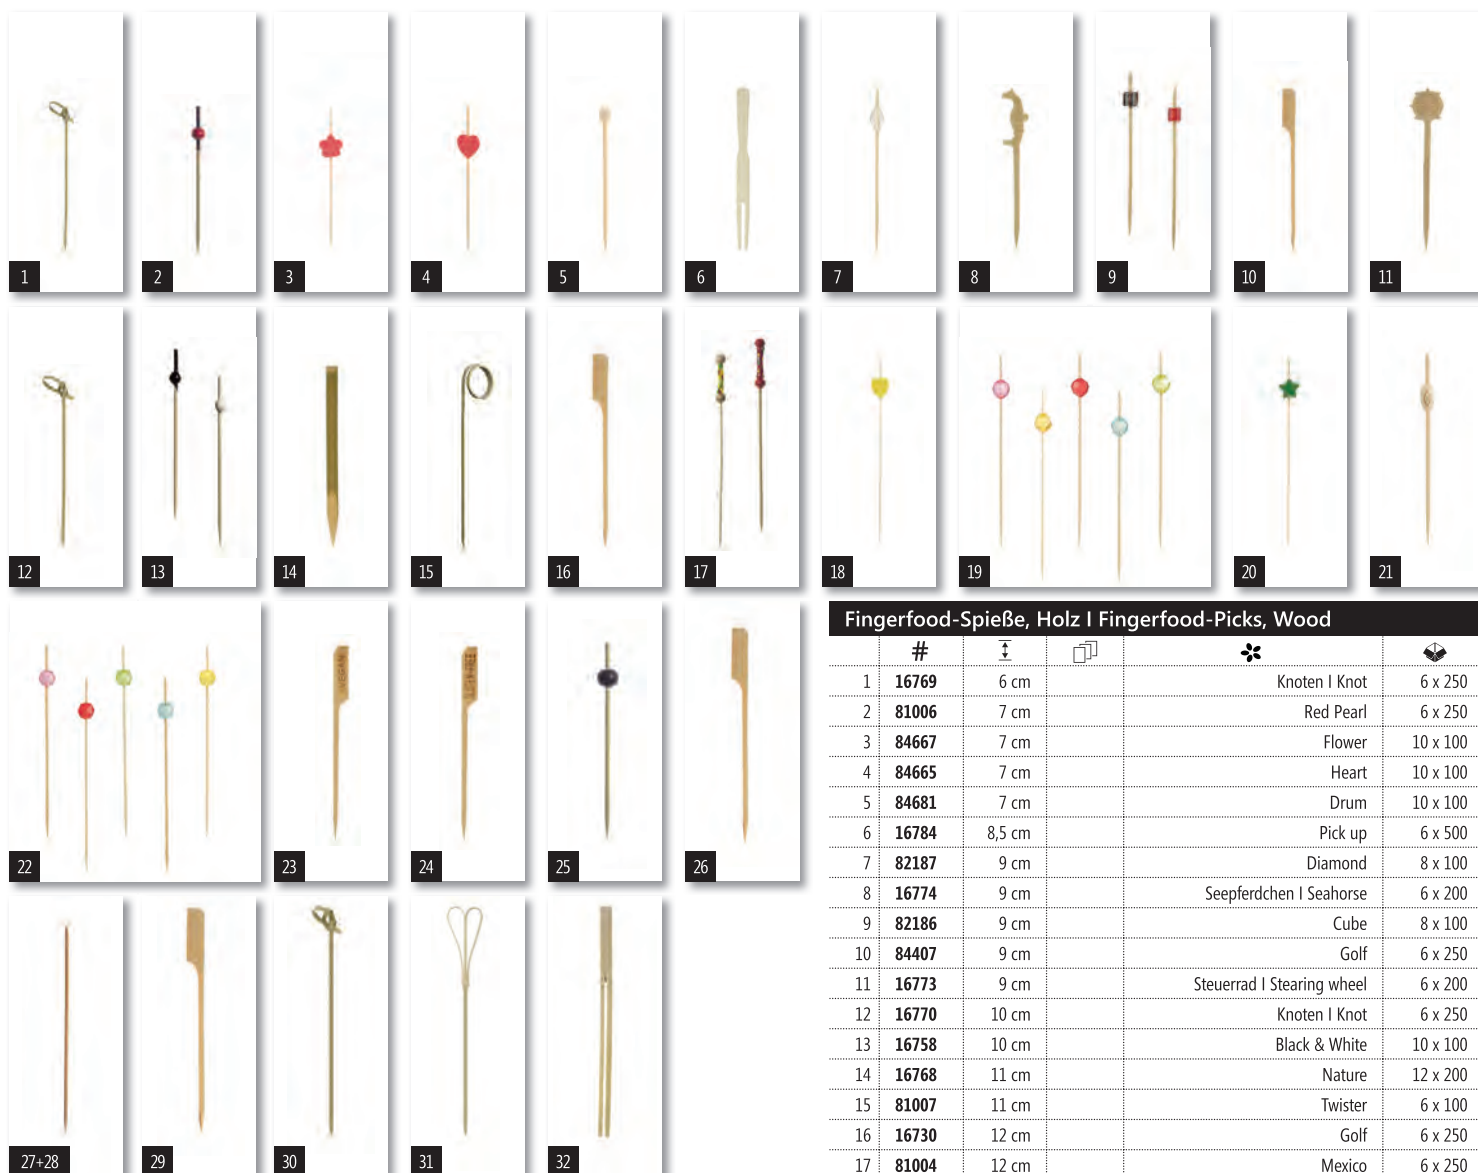 1 2 3 4 5 6 7 8 9 10 11
12 13 14 15 16 17 18 19 20 21
VEGAN
22 23 24 25 26
27+28 29 30 31 32
Fingerfood-Spieße, Holz I Fingerfood-Picks, Wood
#
1 16769 6 cm Knoten I Knot 6 x 250
2 81006 7 cm Red Pearl 6 x 250
3 84667 7 cm Flower 10 x 100
4 84665 7 cm Heart 10 x 100
5 84681 7 cm Drum 10 x 100
6 16784 8,5 cm Pick up 6 x 500
7 82187 9 cm Diamond 8 x 100
8 16774 9 cm Seepferdchen I Seahorse 6 x 200
9 82186 9 cm Cube 8 x 100
10 84407 9 cm Golf 6 x 250
11 16773 9 cm Steuerrad I Stearing wheel 6 x 200
12 16770 10 cm Knoten I Knot 6 x 250
13 16758 10 cm Black & White 10 x 100
14 16768 11 cm Nature 12 x 200
15 81007 11 cm Twister 6 x 100
16 16730 12 cm Golf 6 x 250
17 81004 12 cm Mexico 6 x 250